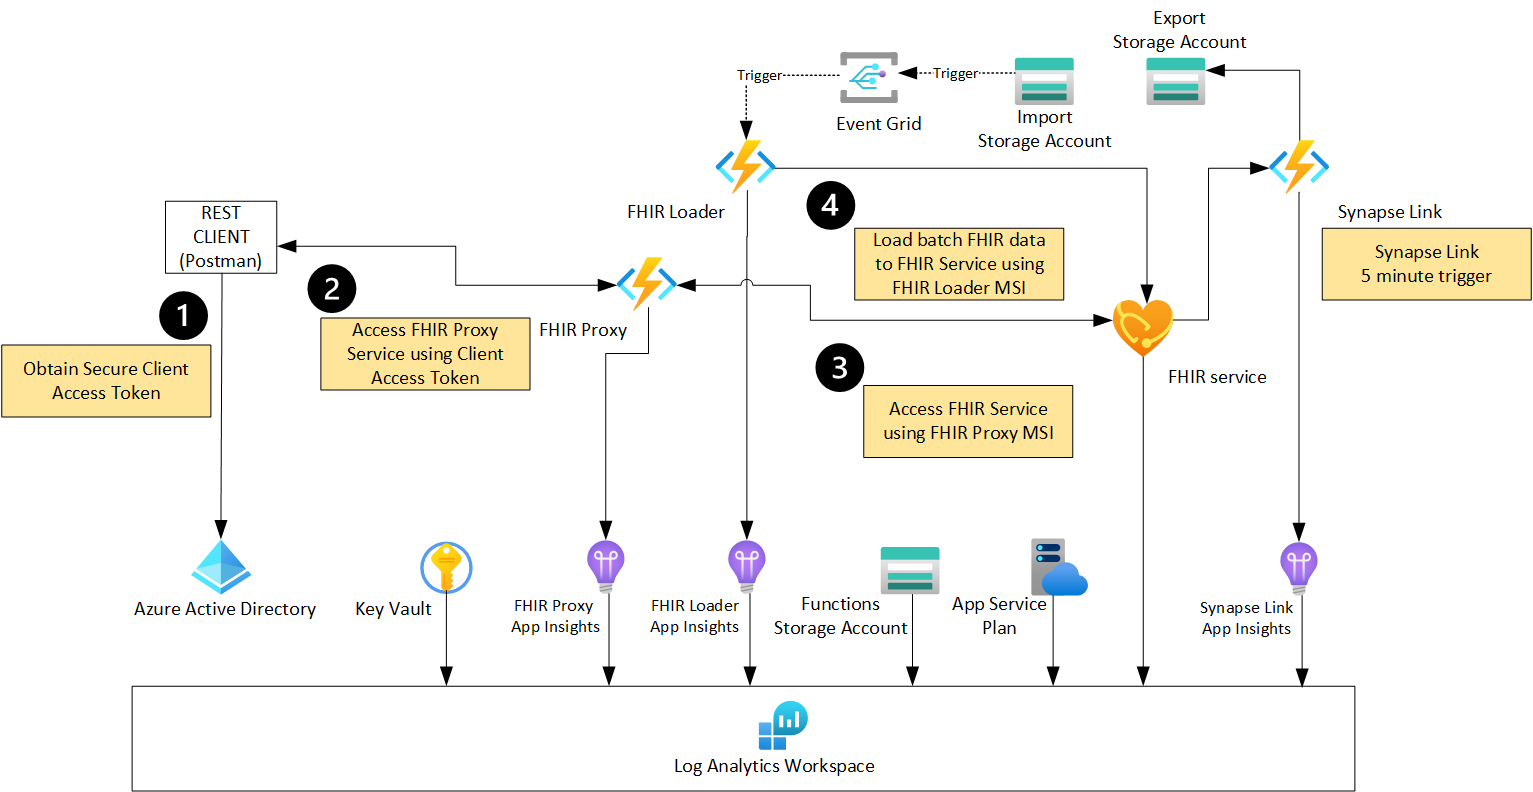 Export
Storage Account
Trigger
Trigger
Event Grid
Import
Storage Account
REST
CLIENT
(Postman)
FHIR Loader
4
Synapse Link
Load batch FHIR data
to FHIR Service using
FHIR Loader MSI
Synapse Link
5 minute trigger
1
2
FHIR Proxy
Access FHIR Proxy
Service using Client
Access Token
Obtain Secure Client
Access Token
3
FHIR service
Access FHIR Service
using FHIR Proxy MSI
Azure Active Directory
Key Vault
FHIR Proxy
App Insights
FHIR Loader
App Insights
Functions
Storage Account
App Service
Plan
Synapse Link
App Insights
Log Analytics Workspace